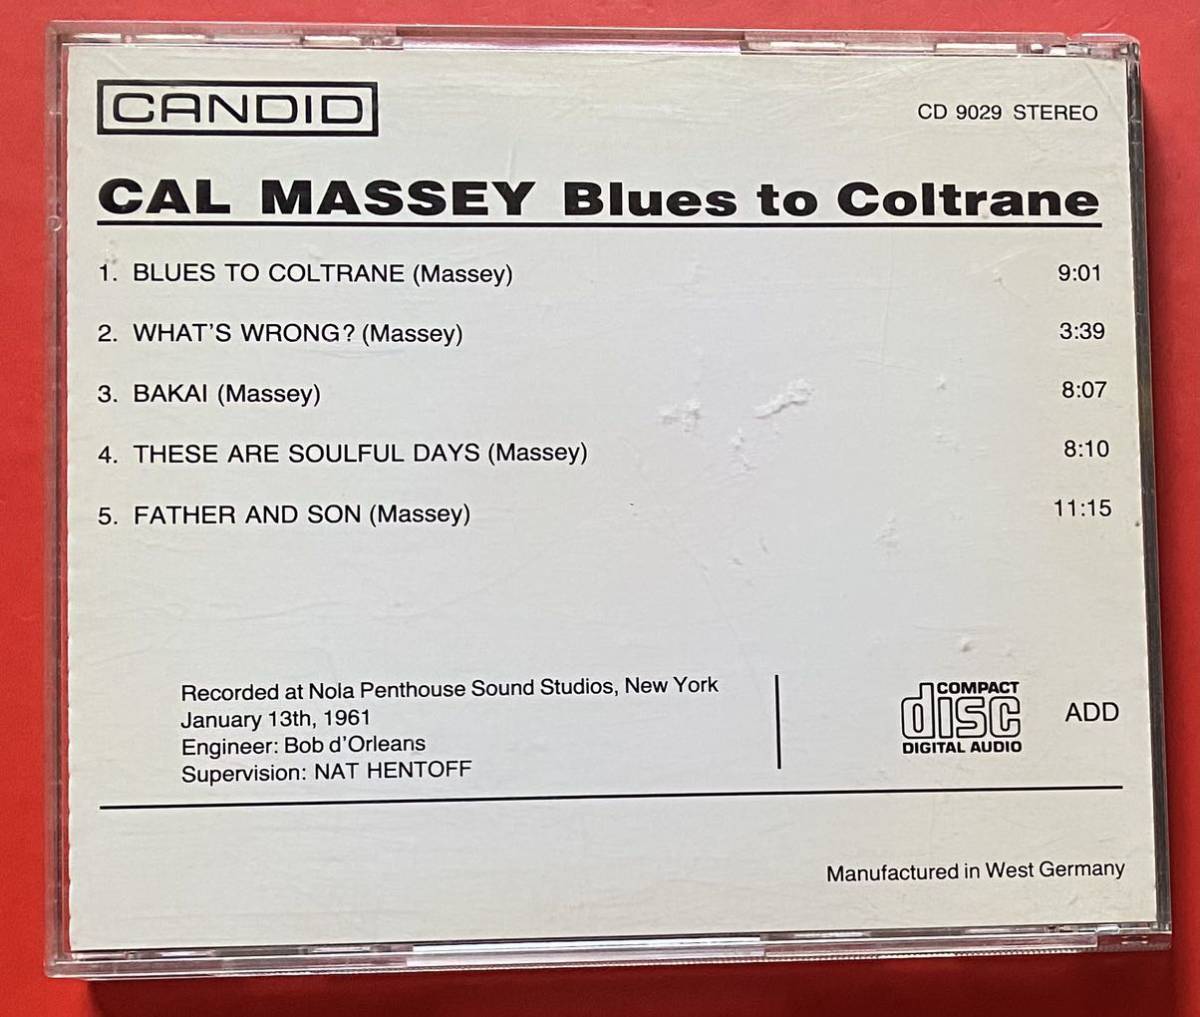 CANDID
CD 9029 STEREO
CAL MASSEY Blues to Coltrane
1. BLUES TO COLTRANE (Massey) 9:01
2. WHAT'S WRONG? (Massey) 3:39
3. BAKAI (Massey) 8:07
4. THESE ARE SOULFUL DAYS (Massey) 8:10
5. FATHER AND SON (Massey) 11:15
Recorded at Nola Penthouse Sound Studios, New York
January 13th, 1961
Engineer: Bob d'Orleans
Supervision: NAT HENTOFF
COMPACT
disc
DIGITAL AUDIO
ADD
Manufactured in West Germany